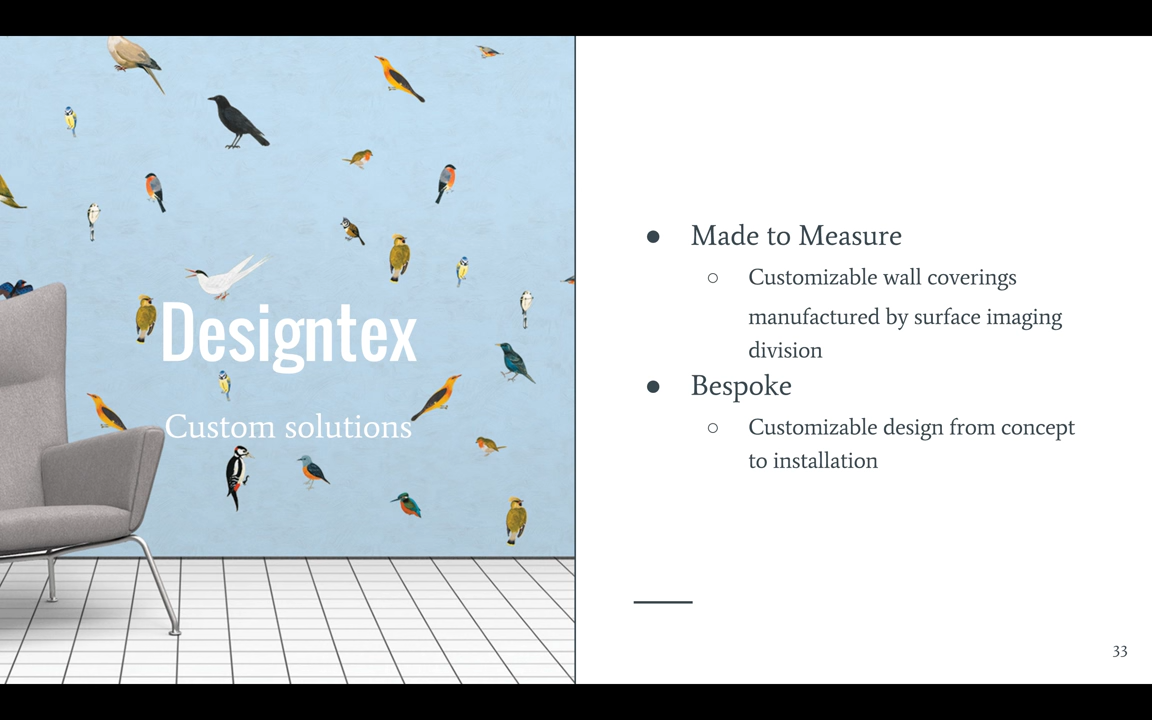 Designtex
Custom solutions
● Made to Measure
○ Customizable wall coverings
manufactured by surface imaging
division
● Bespoke
○ Customizable design from concept
to installation
33